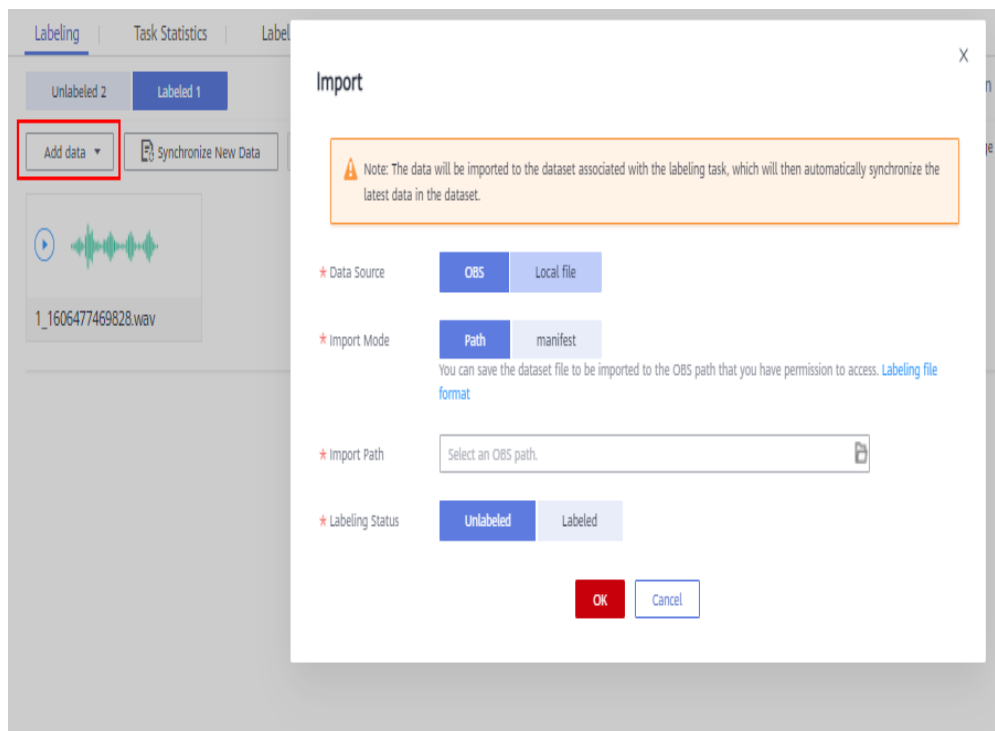 Labeling
Task Statistics
Label
Unlabeled 2
Labeled 1
Add data
Synchronize New Data
1_1606477469828.wav
Import
X
Note: The data will be imported to the dataset associated with the labeling task, which will then automatically synchronize the
latest data in the dataset.
* Data Source
OBS
Local file
* Import Mode
Path
manifest
You can save the dataset file to be imported to the OBS path that you have permission to access. Labeling file
format
* Import Path
Select an OBS path.
* Labeling Status
Unlabeled
Labeled
OK
Cancel